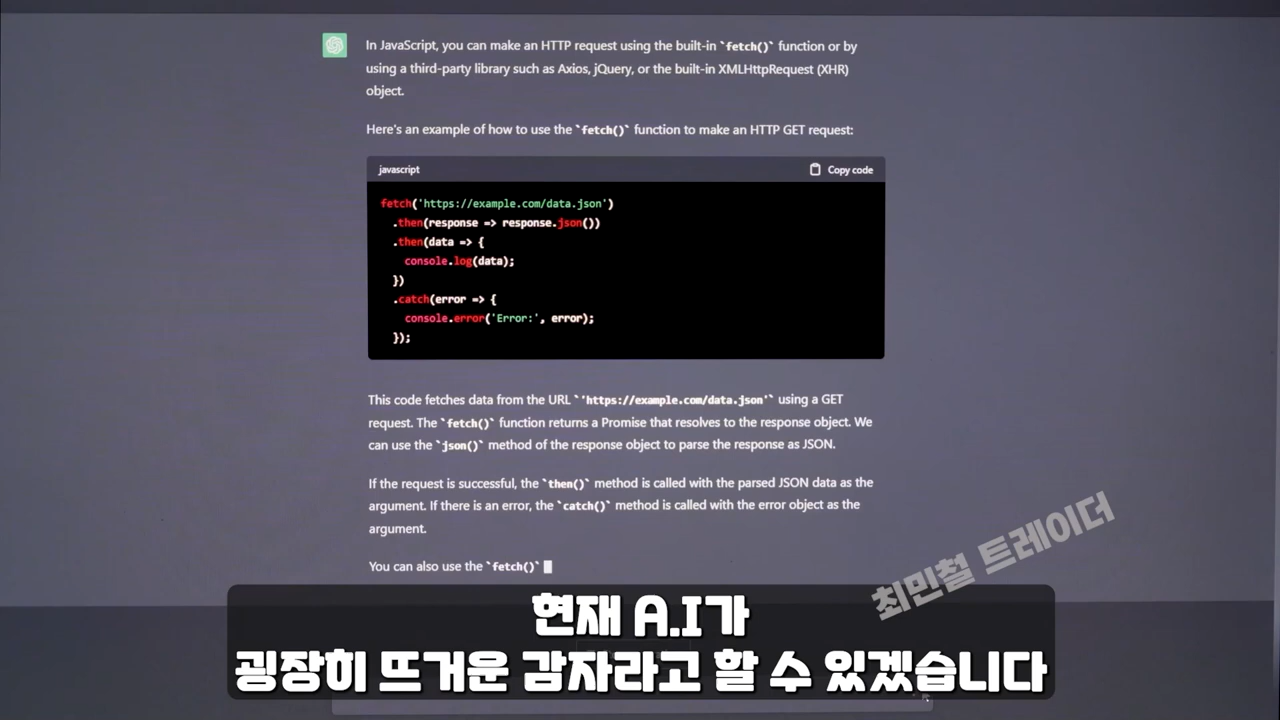 In JavaScript, you can make an HTTP request using the built-in `fetch()` function or by
using a third-party library such as Axios, jQuery, or the built-in XMLHttpRequest (XHR)
object.
Here's an example of how to use the `fetch()` function to make an HTTP GET request:
javascript
Copy code
fetch('https://example.com/data.json')
  .then(response => response.json())
  .then(data => {
    console.log(data);
  })
  .catch(error => {
    console.error('Error:', error);
  });
This code fetches data from the URL `'https://example.com/data.json'` using a GET
request. The `fetch()` function returns a Promise that resolves to the response object. We
can use the `json()` method of the response object to parse the response as JSON.
If the request is successful, the `then()` method is called with the parsed JSON data as the
argument. If there is an error, the `catch()` method is called with the error object as the
argument.
You can also use the `fetch()`
최민철 트레이더
현재 A.I가
굉장히 뜨거운 감자라고 할 수 있겠습니다